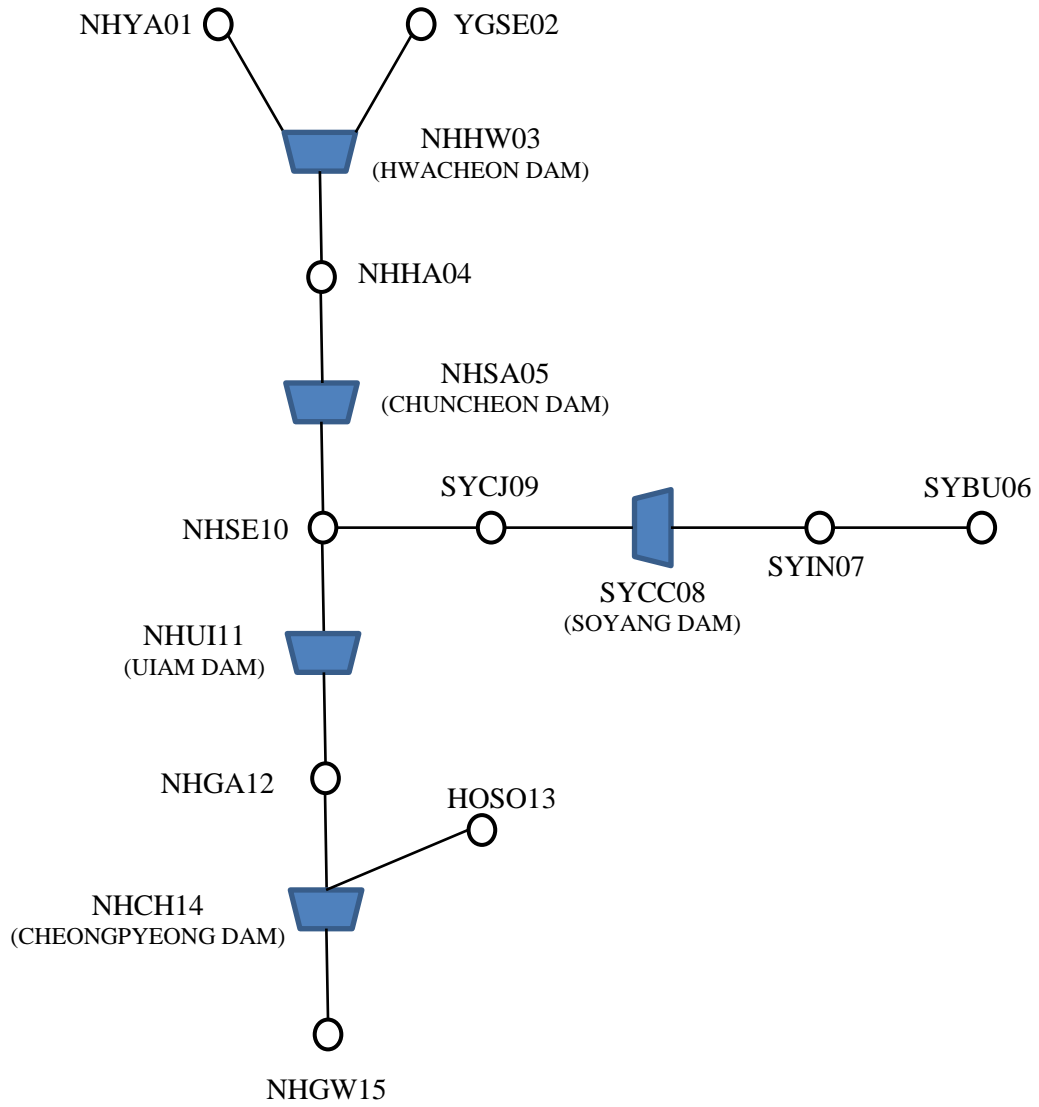 NHYA01
YGSE02
NHHW03
(HWACHEON DAM)
NHHA04
NHSA05
(CHUNCHEON DAM)
SYCJ09
SYBU06
NHSE10
SYIN07
SYCC08
(SOYANG DAM)
NHUI11
(UIAM DAM)
NHGA12
HOSO13
NHCH14
(CHEONGPYEONG DAM)
NHGW15